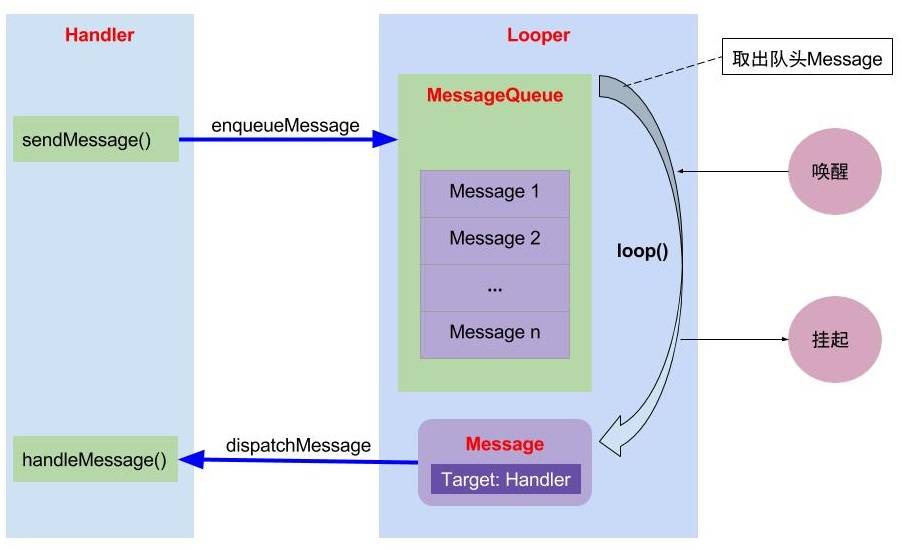 Handler
Looper
取出队头Message
MessageQueue
sendMessage()
enqueueMessage
唤醒
Message 1
Message 2
loop()
...
Message n
挂起
Message
dispatchMessage
handleMessage()
Target: Handler